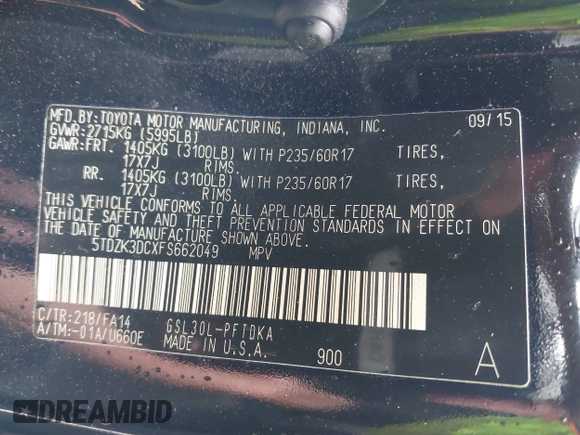 MFD.BY:TOYOTA MOTOR MANUFACTURING, INDIANA, INC. 09/15
GVWR:2715KG (5995LB)
GAWR:FRT. 1405KG (3100LB) WITH P235/60R17 TIRES,
17X7J RIMS.
RR. 1405KG (3100LB) WITH P235/60R17 TIRES,
17X7J RIMS.
THIS VEHICLE CONFORMS TO ALL APPLICABLE FEDERAL MOTOR
VEHICLE SAFETY AND THEFT PREVENTION STANDARDS IN EFFECT ON
THE DATE OF MANUFACTURE SHOWN ABOVE.
5TDZK3DCXFS662049 MPV
C/TR:218/FA14 GSL30L-PFTDKA
A/TM:-01A/U660E MADE IN U.S.A. 900 A
DREAMBID